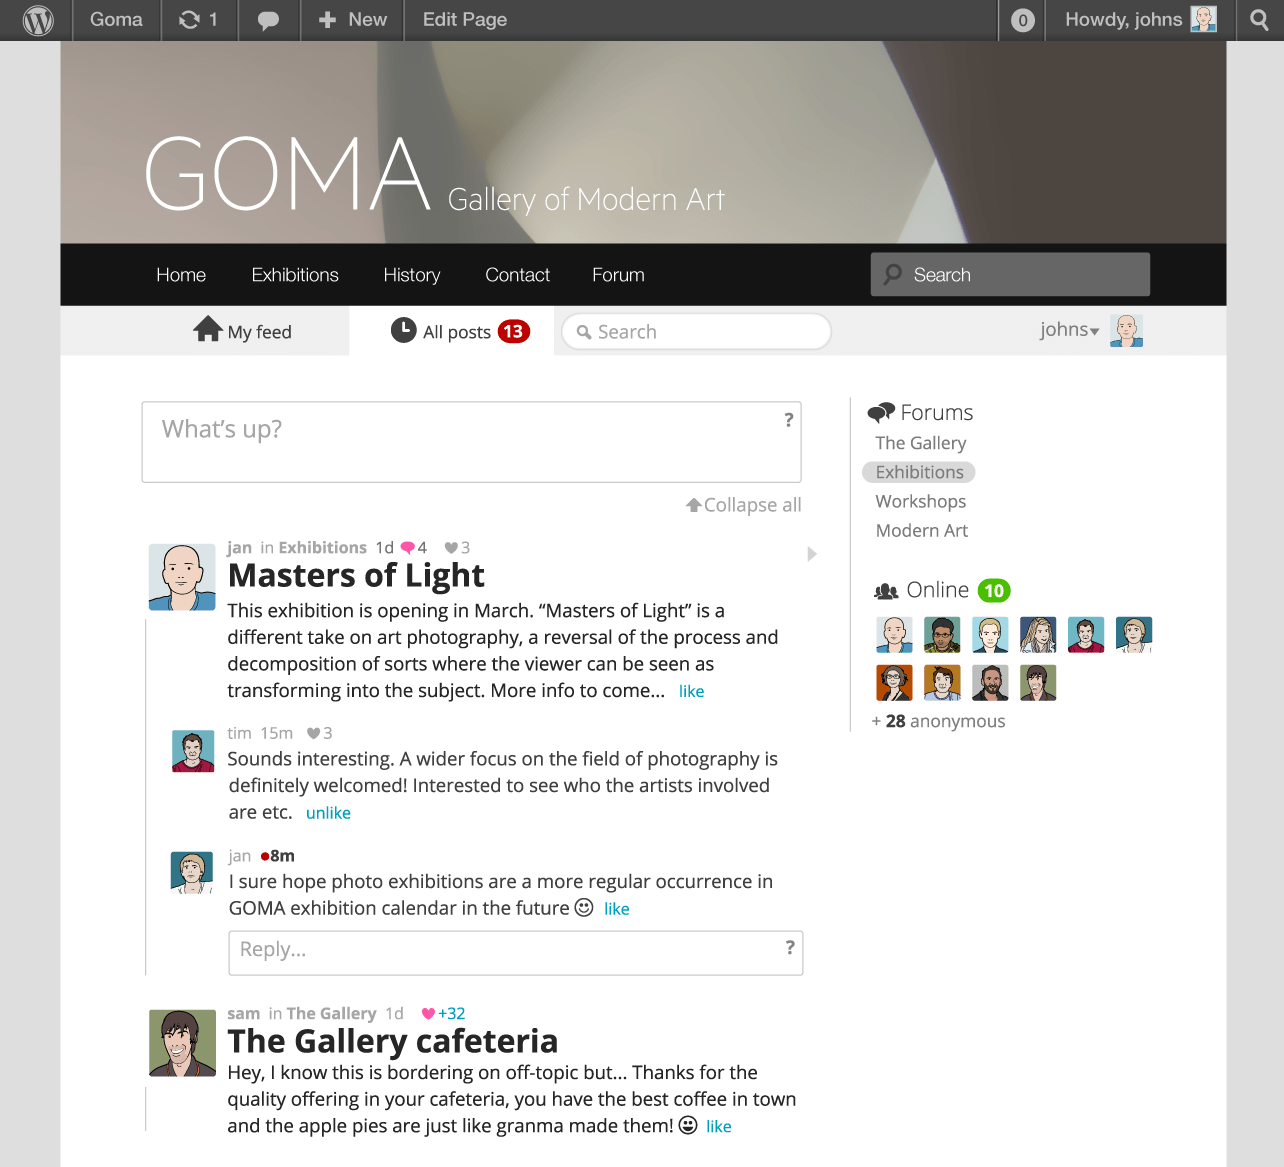 Goma 1 New Edit Page 0 Howdy, johns
GOMA Gallery of Modern Art
Home Exhibitions History Contact Forum Search
My feed All posts 13 Search johns
What’s up? ?
Collapse all
jan in Exhibitions 1d 4 3
Masters of Light
This exhibition is opening in March. “Masters of Light” is a
different take on art photography, a reversal of the process and
decomposition of sorts where the viewer can be seen as
transforming into the subject. More info to come... like
tim 15m 3
Sounds interesting. A wider focus on the field of photography is
definitely welcomed! Interested to see who the artists involved
are etc. unlike
jan 8m
I sure hope photo exhibitions are a more regular occurrence in
GOMA exhibition calendar in the future like
Reply... ?
sam in The Gallery 1d +32
The Gallery cafeteria
Hey, I know this is bordering on off-topic but... Thanks for the
quality offering in your cafeteria, you have the best coffee in town
and the apple pies are just like granma made them! like
Forums
The Gallery
Exhibitions
Workshops
Modern Art
Online 10
+ 28 anonymous